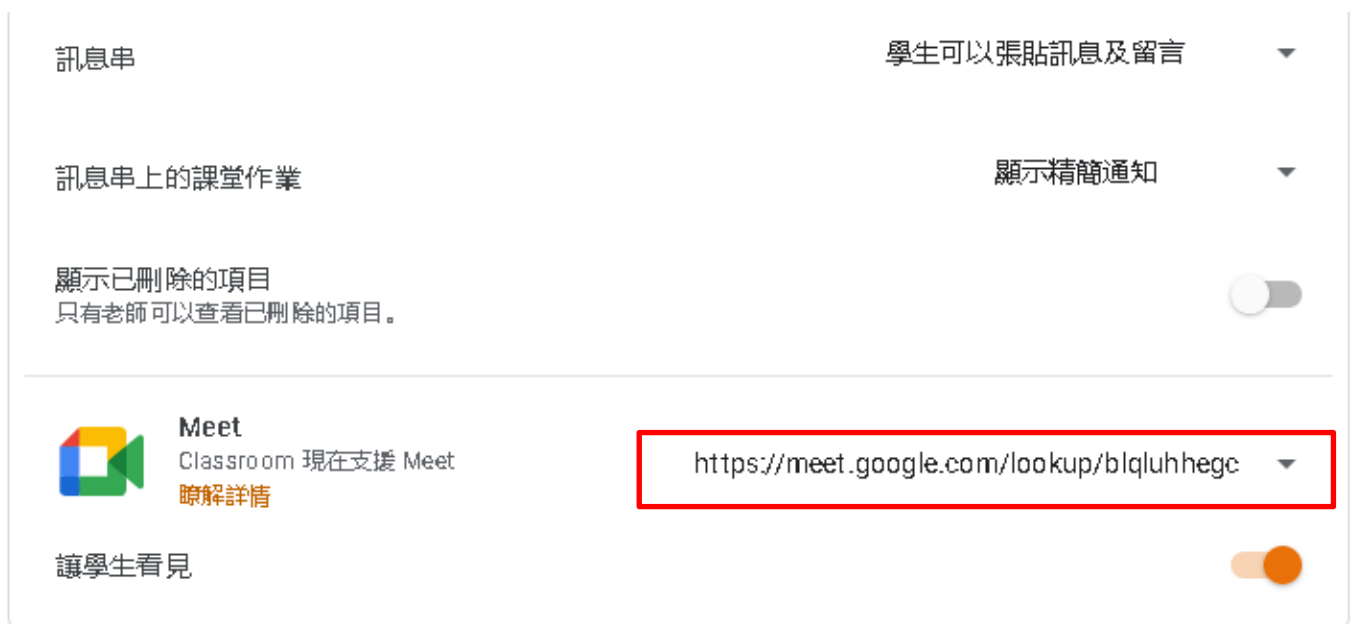 訊息串
學生可以張貼訊息及留言
訊息串上的課堂作業
顯示精簡通知
顯示已刪除的項目
只有老師可以查看已刪除的項目。
Meet
Classroom 現在支援 Meet
瞭解詳情
https://meet.google.com/lookup/blqluhhegc
讓學生看見